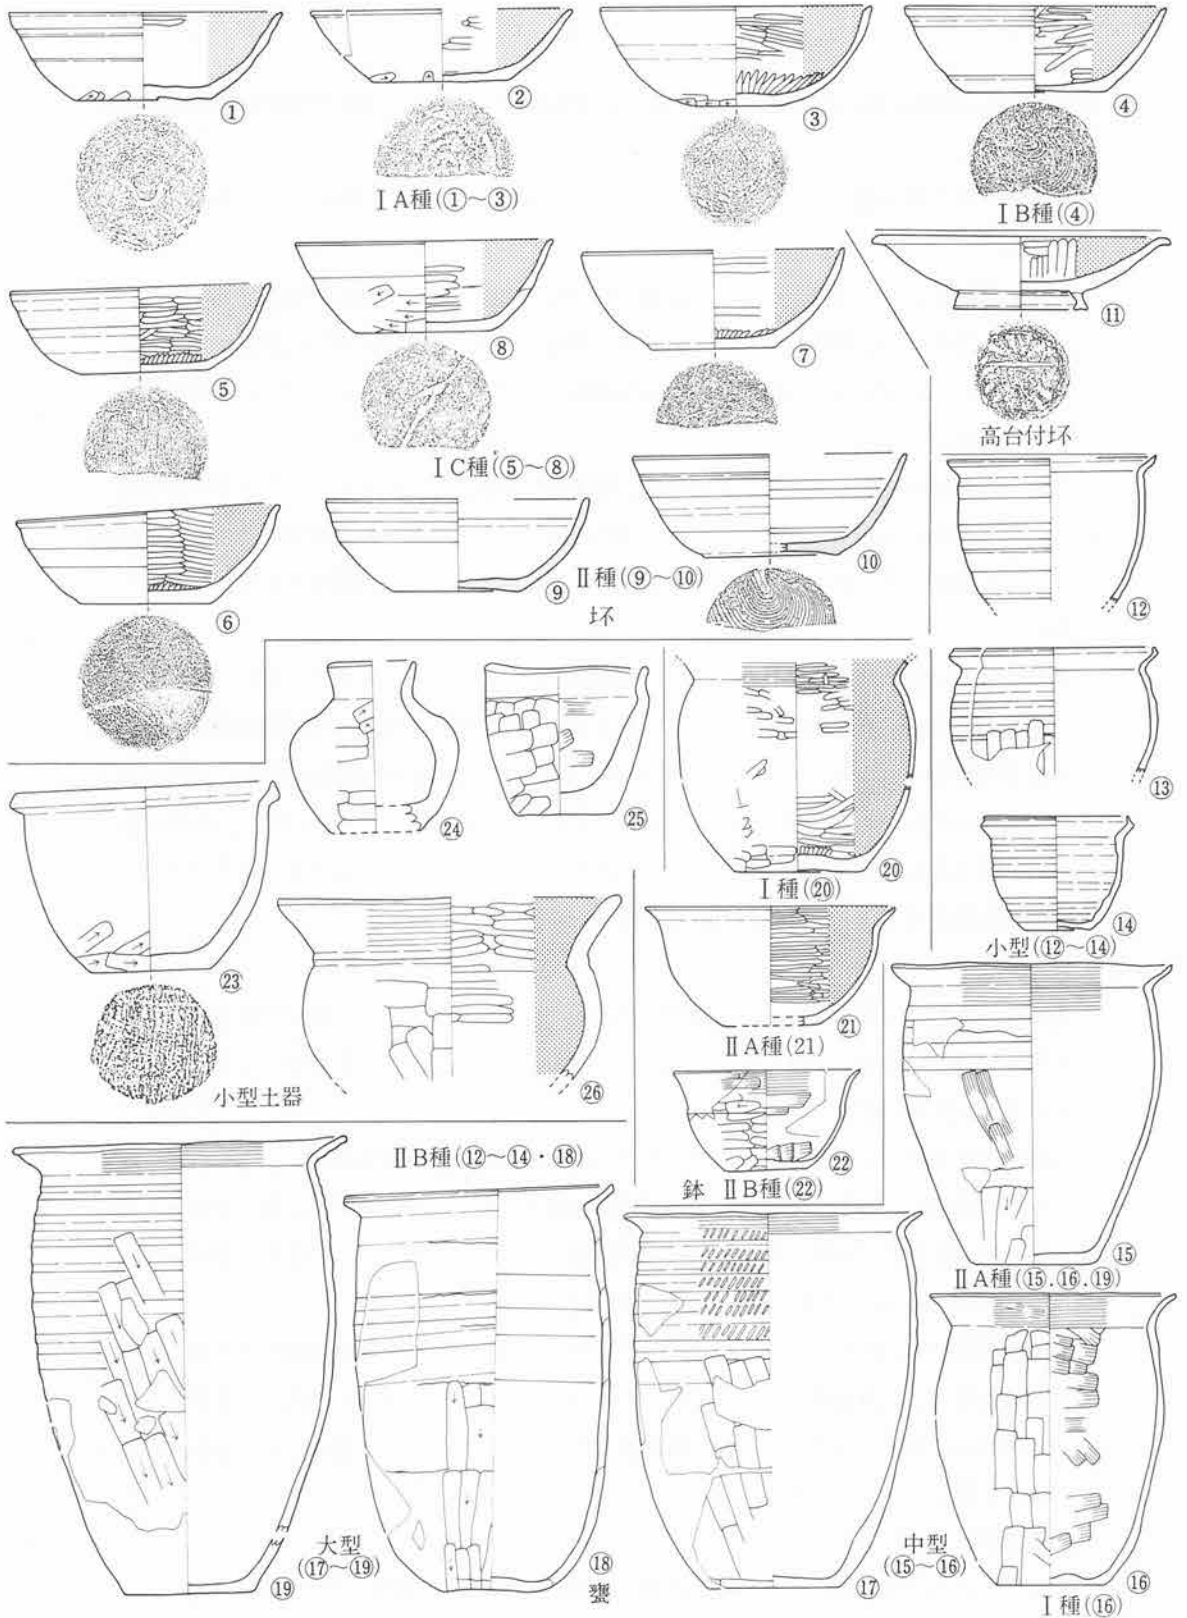 ① ② ③ ④
ⅠA種(①~③)
ⅠB種(④)
⑤ ⑧ ⑦ ⑪
高台付坏
ⅠC種(⑤~⑧)
⑥ ⑨ ⑩ ⑫
Ⅱ種(⑨~⑩)
坏
⑬
㉔ ㉕ ⑳
Ⅰ種(⑳)
⑭
小型(⑫~⑭)
㉓
小型土器
㉖
㉑
ⅡA種(21)
㉒
鉢 ⅡB種(㉒)
ⅡB種(⑫~⑭・⑱)
⑮
ⅡA種(⑮.⑯.⑲)
大型
(⑰~⑲)
⑲ ⑱
甕
⑰
中型
(⑮~⑯)
⑯
Ⅰ種(⑯)